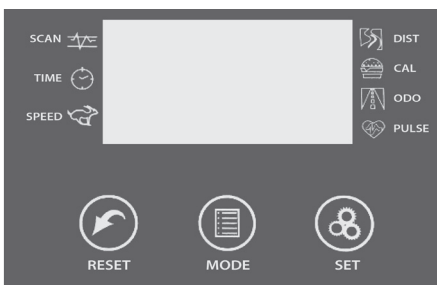 SCAN
TIME
SPEED
DIST
CAL
ODO
PULSE
RESET MODE SET